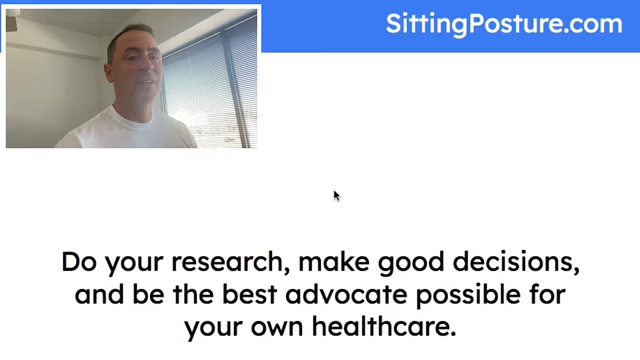 SittingPosture.com
Do your research, make good decisions,
and be the best advocate possible for
your own healthcare.